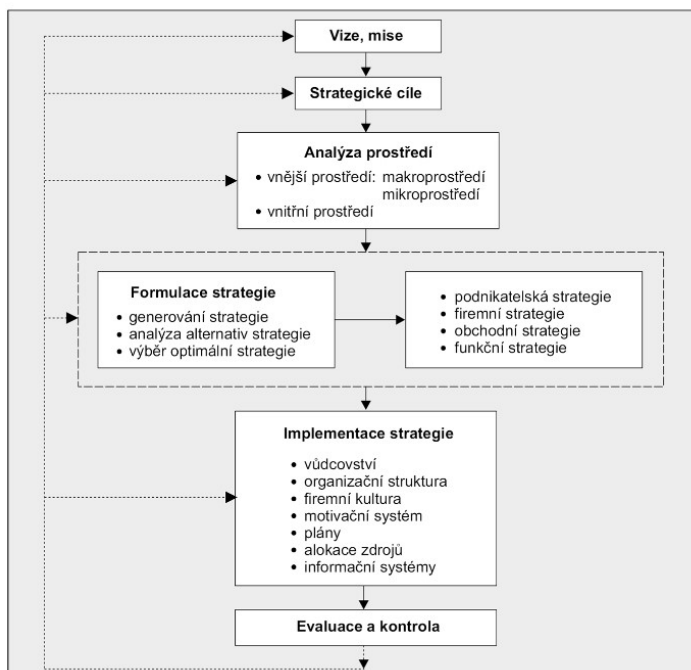 Vize, mise
Strategické cíle
Analýza prostředí
• vnější prostředí: makroprostředí
mikroprostředí
• vnitřní prostředí
Formulace strategie
• generování strategie
• analýza alternativ strategie
• výběr optimální strategie
• podnikatelská strategie
• firemní strategie
• obchodní strategie
• funkční strategie
Implementace strategie
• vůdcovství
• organizační struktura
• firemní kultura
• motivační systém
• plány
• alokace zdrojů
• informační systémy
Evaluace a kontrola